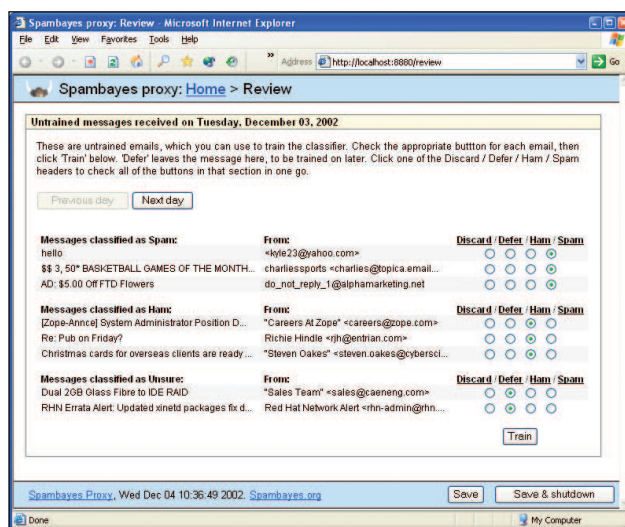 Spambayes proxy: Review - Microsoft Internet Explorer
File Edit View Favorites Tools Help
» Address http://localhost:8880/review Go
Spambayes proxy: Home > Review
Untrained messages received on Tuesday, December 03, 2002
These are untrained emails, which you can use to train the classifier. Check the appropriate buttton for each email, then
click 'Train' below. 'Defer' leaves the message here, to be trained on later. Click one of the Discard / Defer / Ham / Spam
headers to check all of the buttons in that section in one go.
Previous day Next day
Messages classified as Spam: From: Discard / Defer / Ham / Spam
hello <kyle23@yahoo.com>
$$ 3, 50* BASKETBALL GAMES OF THE MONTH... charliessports <charlies@topica.email...
AD: $5.00 Off FTD Flowers do_not_reply_1@alphamarketing.net
Messages classified as Ham: From: Discard / Defer / Ham / Spam
[Zope-Annce] System Administrator Position D... "Careers At Zope" <careers@zope.com>
Re: Pub on Friday? Richie Hindle <rjh@entrian.com>
Christmas cards for overseas clients are ready ... "Steven Oakes" <steven.oakes@cybersci...
Messages classified as Unsure: From: Discard / Defer / Ham / Spam
Dual 2GB Glass Fibre to IDE RAID "Sales Team" <sales@caeneng.com>
RHN Errata Alert: Updated xinetd packages fix d... Red Hat Network Alert <rhn-admin@rhn....
Train
Spambayes Proxy, Wed Dec 04 10:36:49 2002. Spambayes.org Save Save & shutdown
Done My Computer